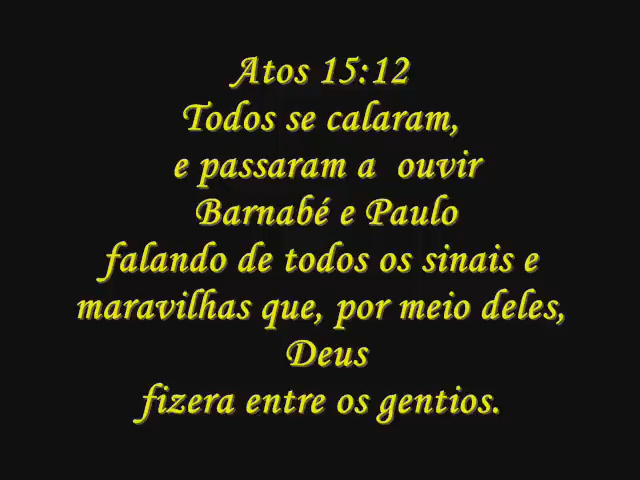 Atos 15:12
Todos se calaram,
e passaram a ouvir
Barnabé e Paulo
falando de todos os sinais e
maravilhas que, por meio deles,
Deus
fizera entre os gentios.